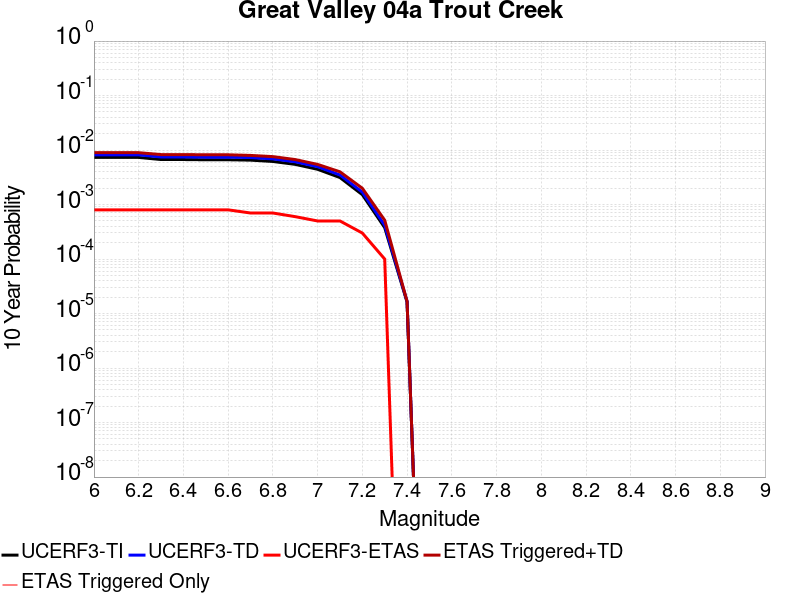 Great Valley 04a Trout Creek
10 0
10 -1
10 -2
10 -3
10 -4
10 -5
10 -6
10 -7
10 -8
10 Year Probability
6 6.2 6.4 6.6 6.8 7 7.2 7.4 7.6 7.8 8 8.2 8.4 8.6 8.8 9
Magnitude
UCERF3-TI UCERF3-TD UCERF3-ETAS ETAS Triggered+TD
ETAS Triggered Only